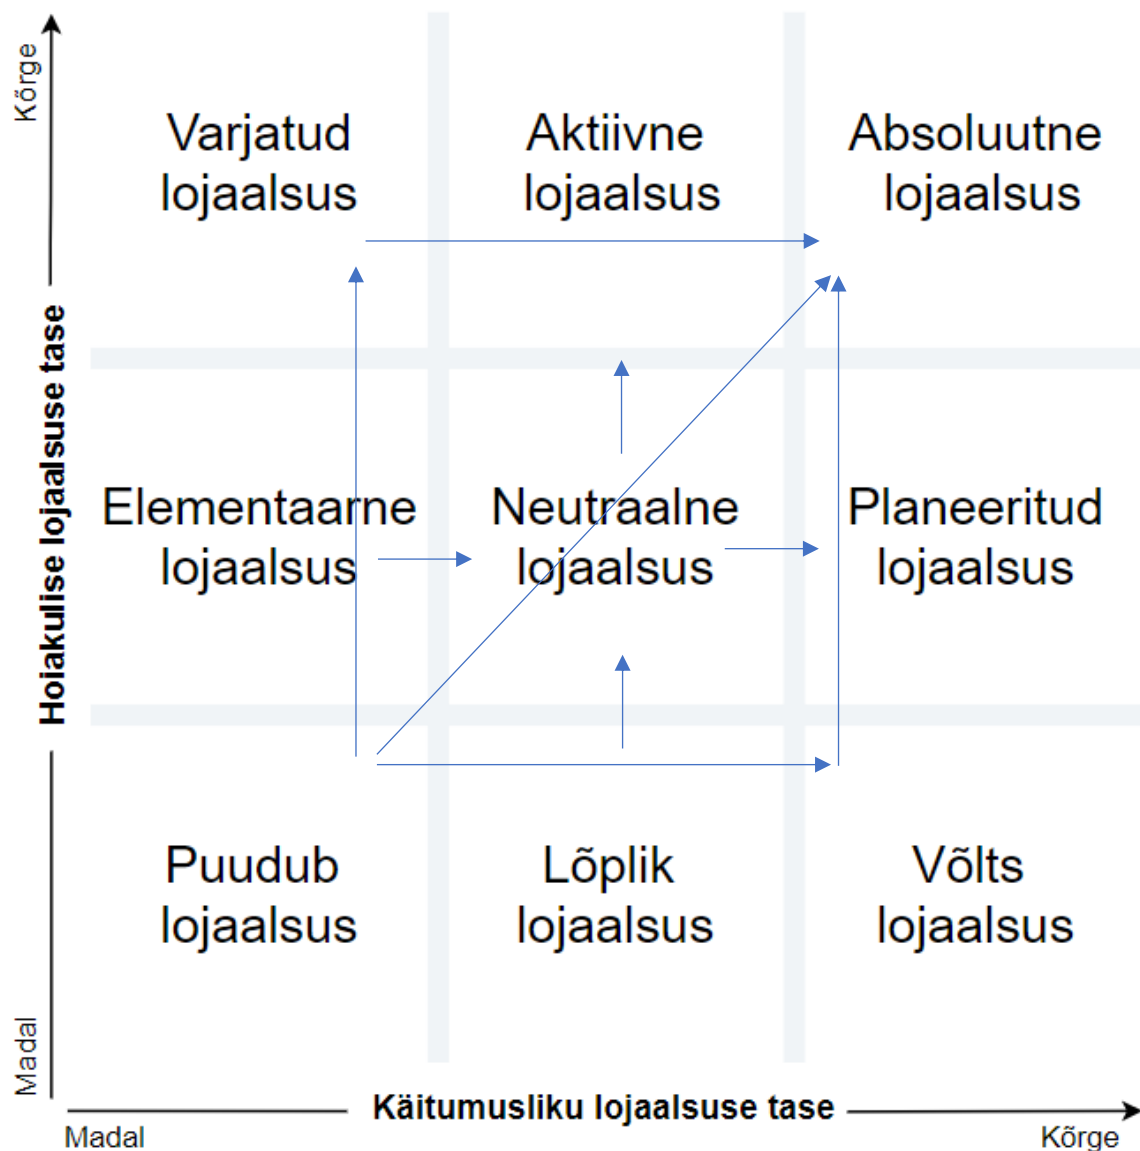 Kõrge
Varjatud
lojaalsus
Aktiivne
lojaalsus
Absoluutne
lojaalsus
Hoiakulise lojaalsuse tase
Elementaarne
lojaalsus
Neutraalne
lojaalsus
Planeeritud
lojaalsus
Puudub
lojaalsus
Lõplik
lojaalsus
Võlts
lojaalsus
Madal
Käitumusliku lojaalsuse tase
Madal
Kõrge